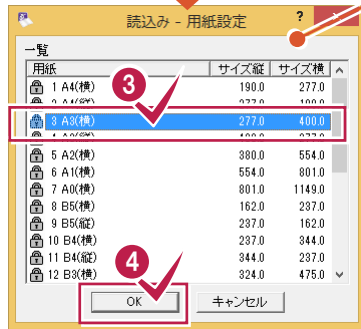 読込み - 用紙設定 ?
一覧
用紙 サイズ縦 サイズ横
1 A4(横) 190.0 277.0
3
3 A3(横) 277.0 400.0
5 A2(横) 380.0 554.0
6 A1(横) 554.0 801.0
7 A0(横) 801.0 1149.0
8 B5(横) 162.0 237.0
9 B5(縦) 237.0 162.0
10 B4(横) 237.0 344.0
11 B4(縦) 344.0 237.0
12 B3(横) 324.0 475.0
4
OK キャンセル